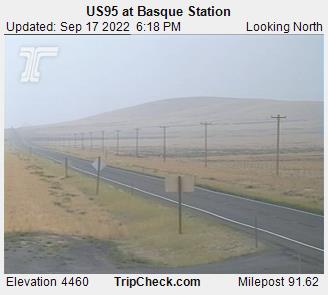 US95 at Basque Station
Updated: Sep 17 2022 6:18 PM Looking North
Elevation 4460 TripCheck.com Milepost 91.62